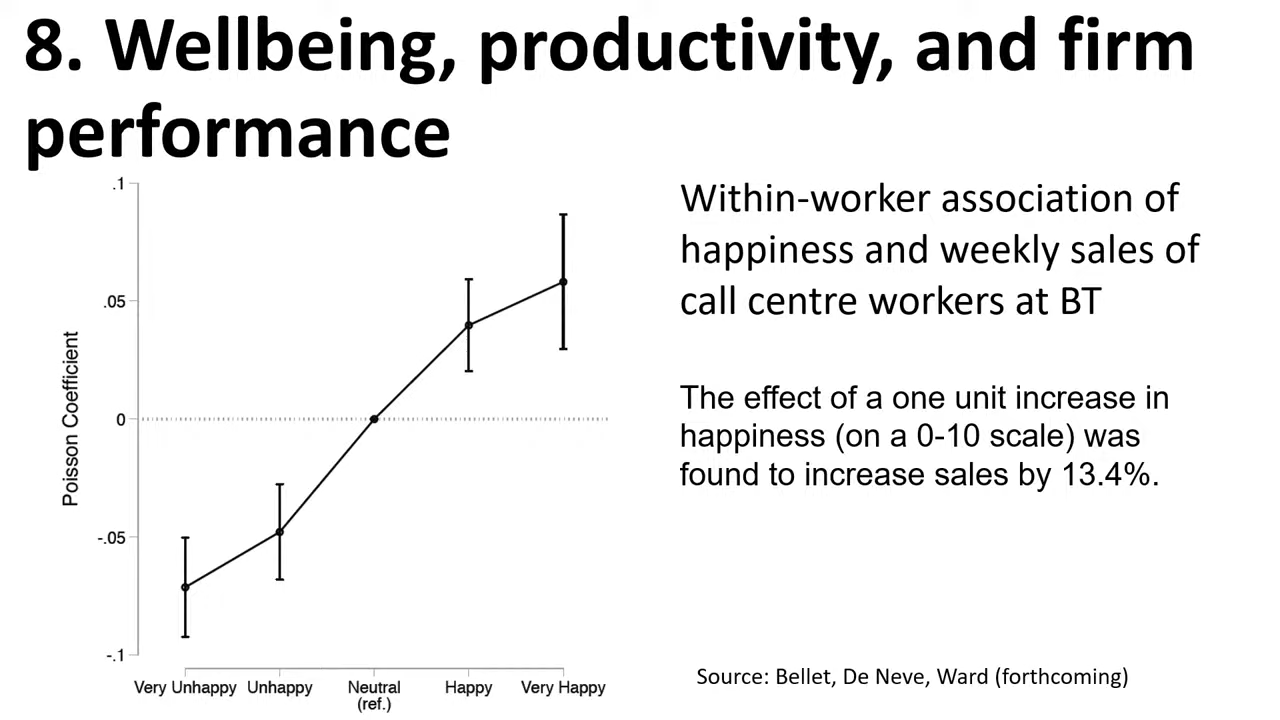 8. Wellbeing, productivity, and firm
performance
.1
.05
0
-.05
-.1
Poisson Coefficient
Very Unhappy
Unhappy
Neutral
(ref.)
Happy
Very Happy
Within-worker association of
happiness and weekly sales of
call centre workers at BT
The effect of a one unit increase in
happiness (on a 0-10 scale) was
found to increase sales by 13.4%.
Source: Bellet, De Neve, Ward (forthcoming)